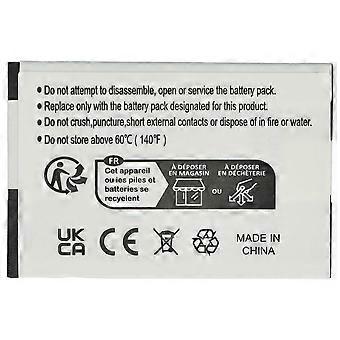 • Do not attempt to disassemble, open or service the battery pack.
• Replace only with the battery pack designated for this product.
• Do not crush,puncture,short external contacts or dispose of in fire or water.
• Do not store above 60℃ ( 140°F )
FR
Cet appareil
ou ies piles et
batteries se
recyclent
À DÉPOSER
EN MAGASIN
OU
À DÉPOSER
EN DÉCHÈTERIE
UK
CA
CE
MADE IN
CHINA